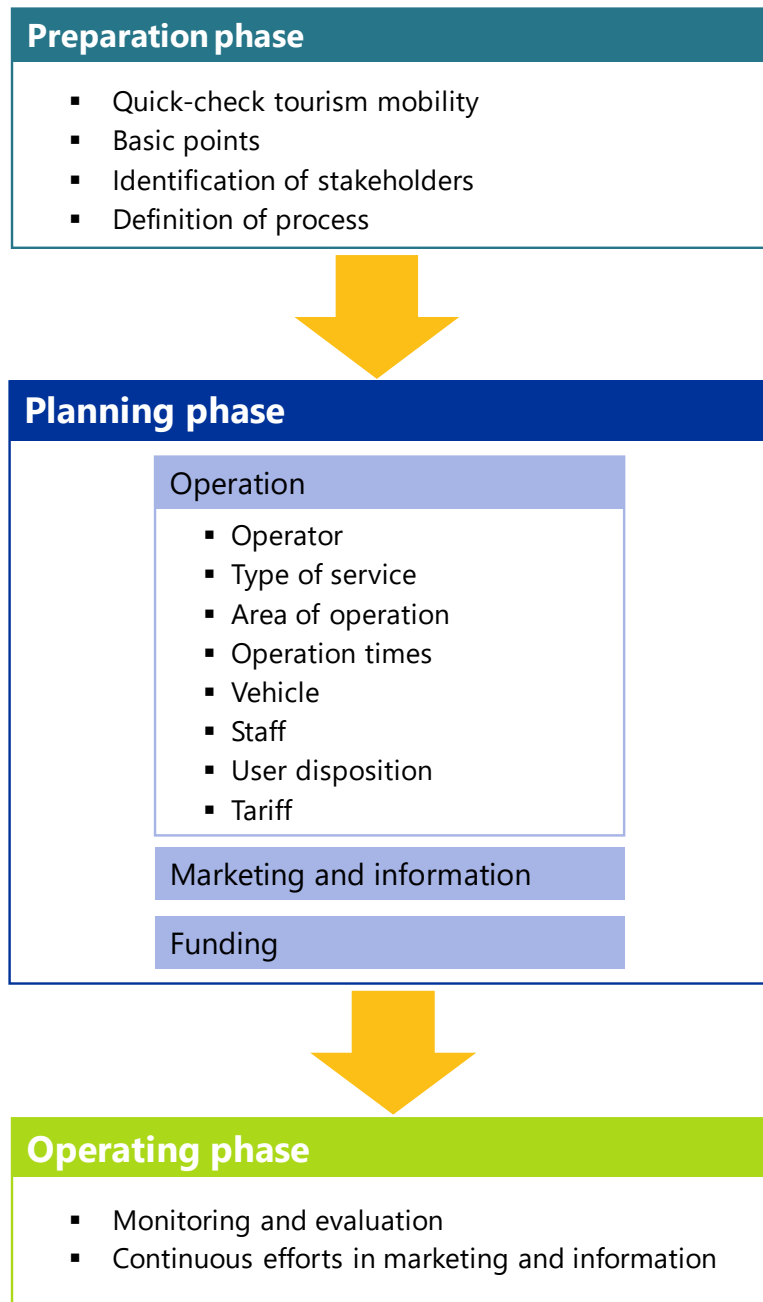 Preparation phase
▪ Quick-check tourism mobility
▪ Basic points
▪ Identification of stakeholders
▪ Definition of process
Planning phase
Operation
▪ Operator
▪ Type of service
▪ Area of operation
▪ Operation times
▪ Vehicle
▪ Staff
▪ User disposition
▪ Tariff
Marketing and information
Funding
Operating phase
▪ Monitoring and evaluation
▪ Continuous efforts in marketing and information